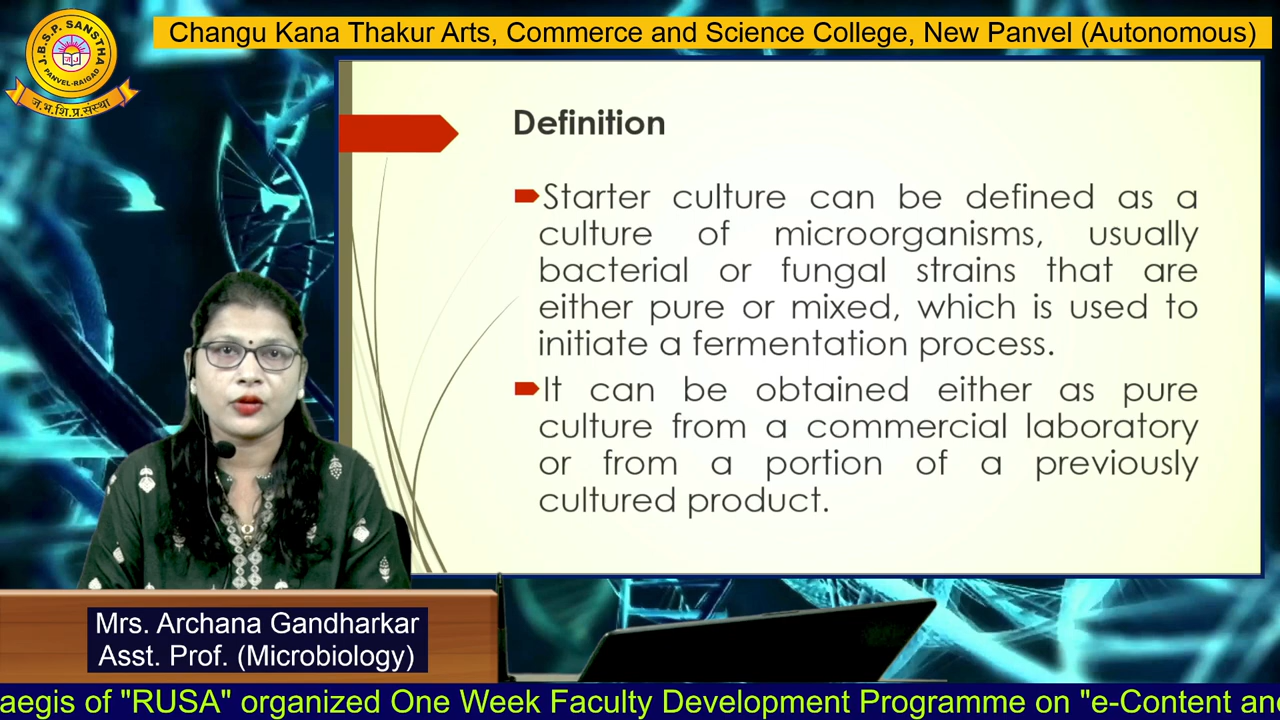 Changu Kana Thakur Arts, Commerce and Science College, New Panvel (Autonomous)
J.B.S.P. SANSTHA
PANVEL-RAIGAD
ज.भ.शि.प्र.संस्था
Definition
Starter culture can be defined as a
culture of microorganisms, usually
bacterial or fungal strains that are
either pure or mixed, which is used to
initiate a fermentation process.
It can be obtained either as pure
culture from a commercial laboratory
or from a portion of a previously
cultured product.
Mrs. Archana Gandharkar
Asst. Prof. (Microbiology)
aegis of "RUSA" organized One Week Faculty Development Programme on "e-Content and